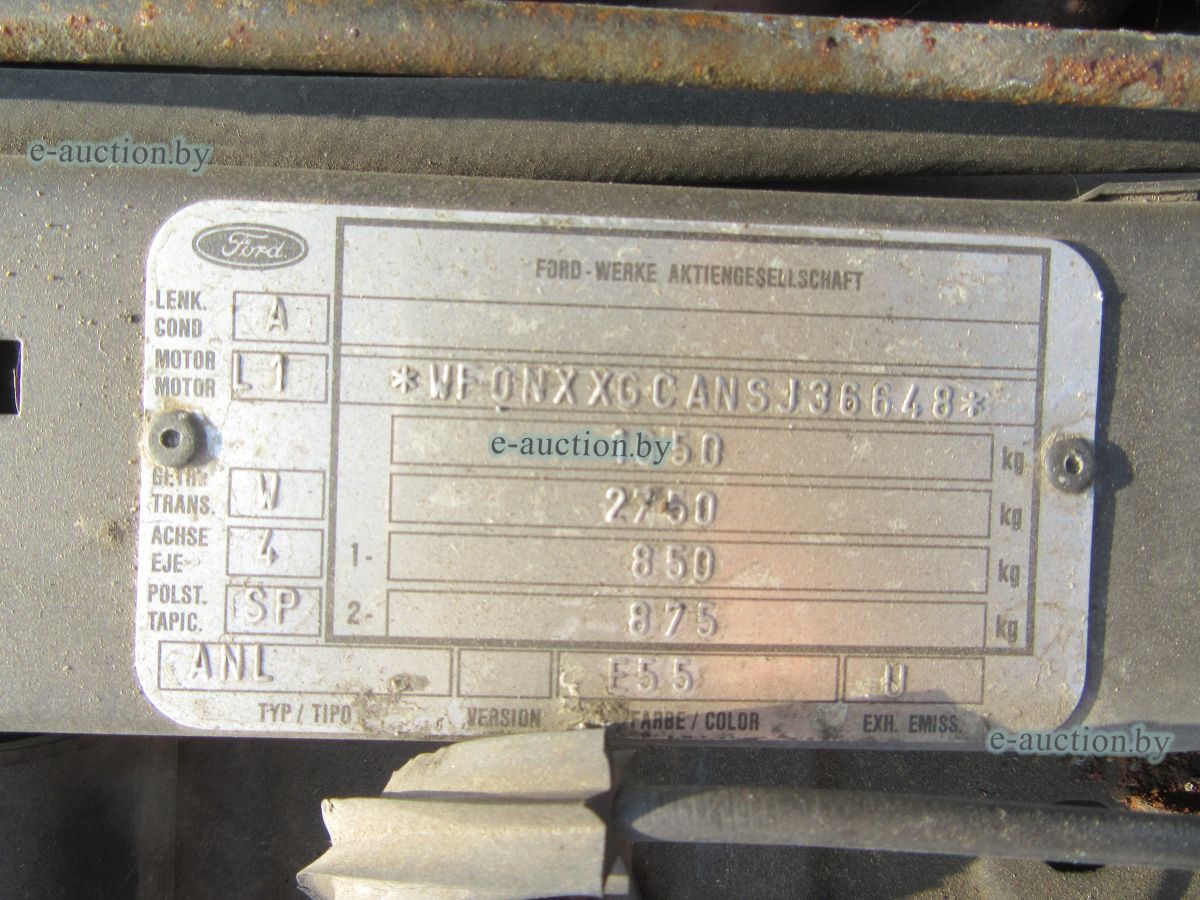 e-auction.by
Ford
FORD-WERKE AKTIENGESELLSCHAFT
LENK.
COND
A
MOTOR
MOTOR
L1
*WF0NXXGCANSJ36648*
e-auction.by
kg
GETR.
TRANS.
W
2750
kg
ACHSE
EJE
4
1-
850
kg
POLST.
TAPIC.
SP
2-
875
kg
ANL
E55
U
TYP / TIPO
VERSION
FARBE / COLOR
EXH. EMISS.
e-auction.by